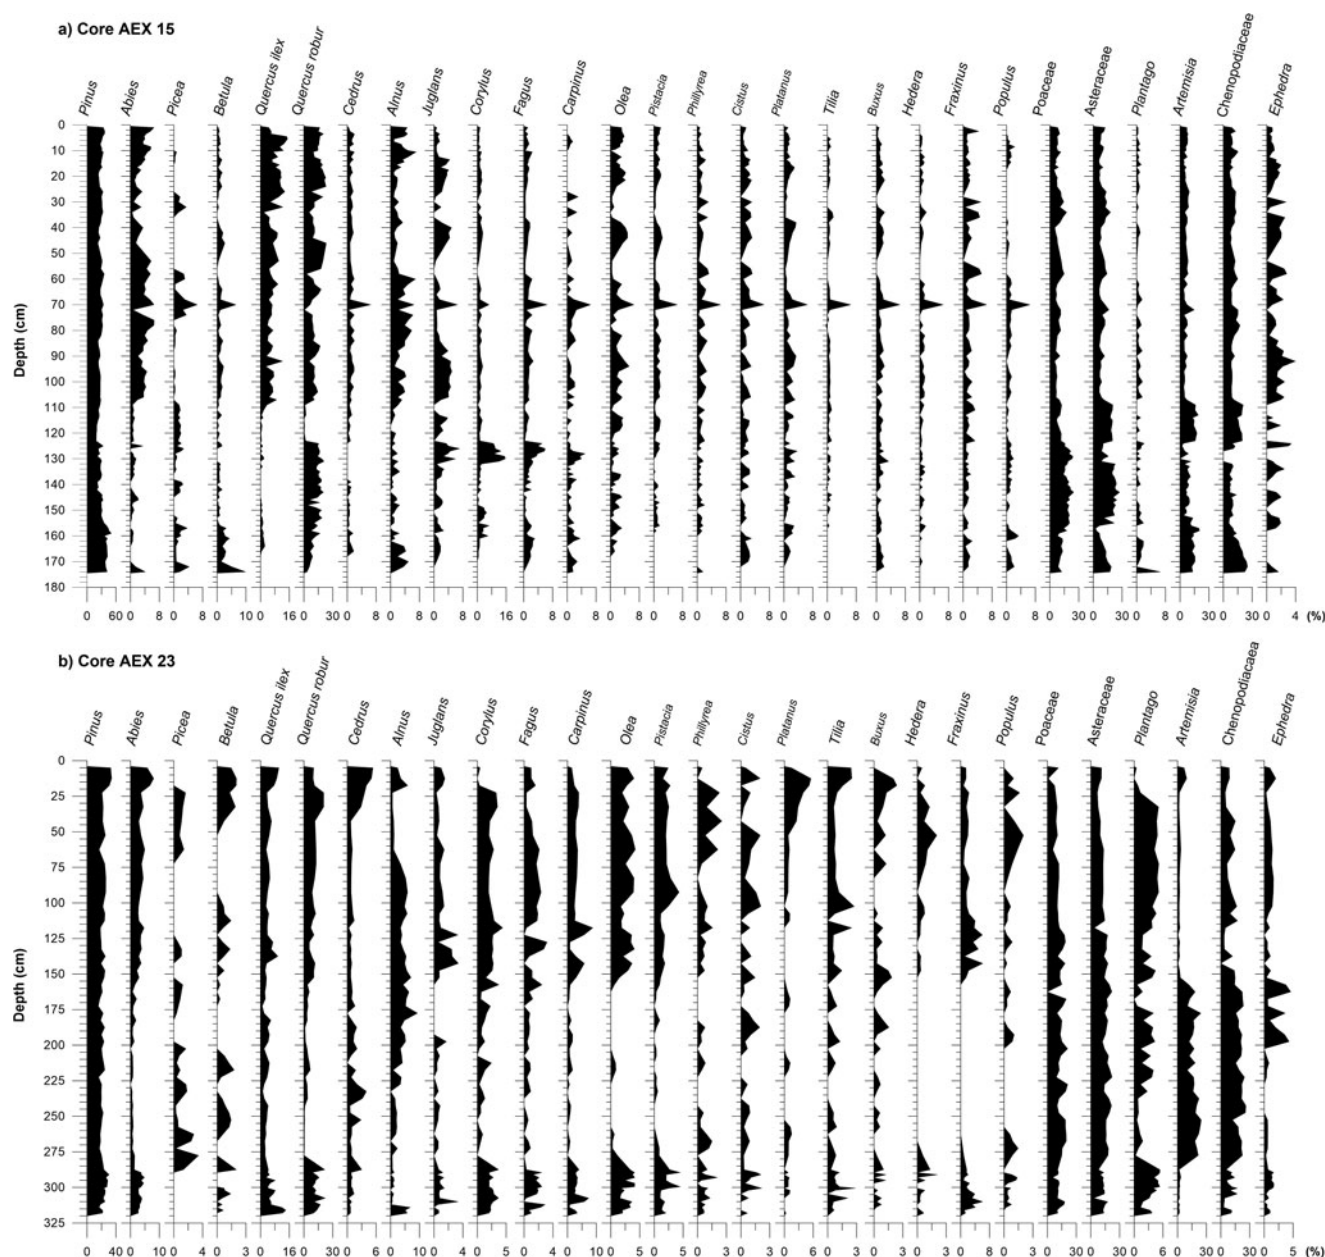 a) Core AEX 15
Pinus
Abies
Picea
Betula
Quercus ilex
Quercus robur
Cedrus
Alnus
Juglans
Corylus
Fagus
Carpinus
Olea
Pistacia
Phillyrea
Cistus
Platanus
Tilia
Buxus
Hedera
Fraxinus
Populus
Poaceae
Asteraceae
Plantago
Artemisia
Chenopodiaceae
Ephedra
Depth (cm)
0
10
20
30
40
50
60
70
80
90
100
110
120
130
140
150
160
170
180
0 60 0 10 0 8 0 10 0 16 0 30 0 8 0 10 0 8 0 16 0 8 0 8 0 8 0 8 0 8 0 8 0 8 0 8 0 8 0 8 0 8 0 8 0 30 0 30 0 8 0 30 0 30 0 4 (%)
b) Core AEX 23
Pinus
Abies
Picea
Betula
Quercus ilex
Quercus robur
Cedrus
Alnus
Juglans
Corylus
Fagus
Carpinus
Olea
Pistacia
Phillyrea
Cistus
Platanus
Tilia
Buxus
Hedera
Fraxinus
Populus
Poaceae
Asteraceae
Plantago
Artemisia
Chenopodiacaea
Ephedra
Depth (cm)
0
25
50
75
100
125
150
175
200
225
250
275
300
325
0 40 0 10 0 4 0 3 0 16 0 30 0 6 0 10 0 4 0 5 0 4 0 10 0 5 0 5 0 3 0 3 0 6 0 3 0 3 0 3 0 8 0 3 0 30 0 30 0 8 0 30 0 30 0 5 (%)